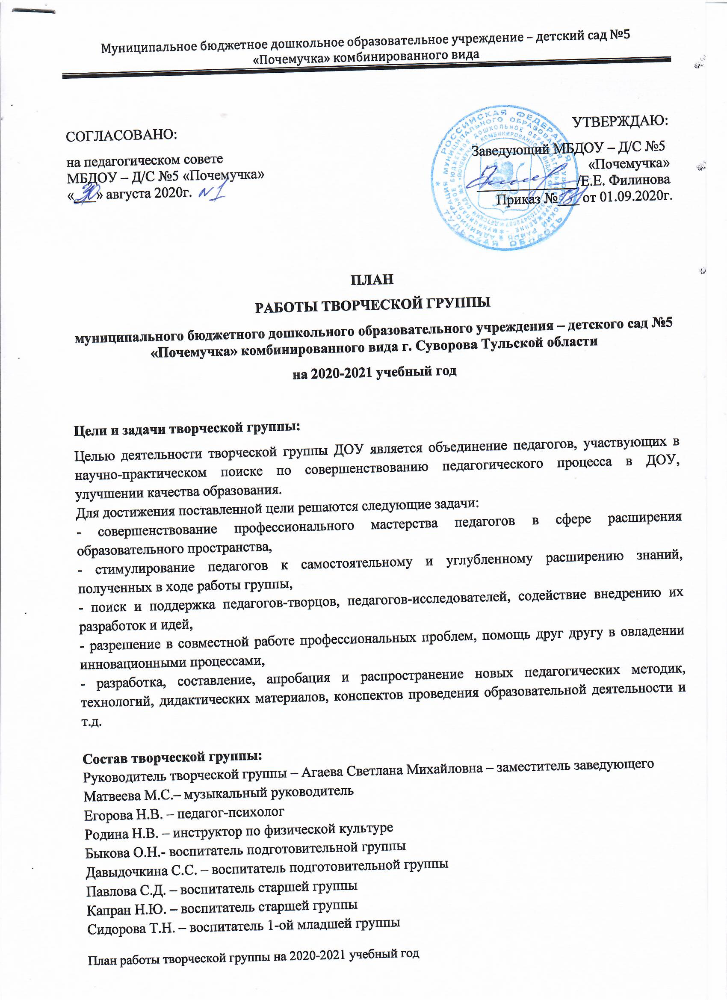 Муниципальное бюджетное дошкольное образовательное учреждение – детский сад №5
«Почемучка» комбинированного вида
СОГЛАСОВАНО:
на педагогическом совете
МБДОУ – Д/С №5 «Почемучка»
«30» августа 2020г. №1
УТВЕРЖДАЮ:
Заведующий МБДОУ – Д/С №5
«Почемучка»
/Е.Е. Филинова
Приказ №131 от 01.09.2020г.
РОССИЙСКАЯ ФЕДЕРАЦИЯ
ТУЛЬСКАЯ ОБЛАСТЬ
ПЛАН
РАБОТЫ ТВОРЧЕСКОЙ ГРУППЫ
муниципального бюджетного дошкольного образовательного учреждения – детского сад №5
«Почемучка» комбинированного вида г. Суворова Тульской области
на 2020-2021 учебный год
Цели и задачи творческой группы:
Целью деятельности творческой группы ДОУ является объединение педагогов, участвующих в
научно-практическом поиске по совершенствованию педагогического процесса в ДОУ,
улучшении качества образования.
Для достижения поставленной цели решаются следующие задачи:
- совершенствование профессионального мастерства педагогов в сфере расширения
образовательного пространства,
- стимулирование педагогов к самостоятельному и углубленному расширению знаний,
полученных в ходе работы группы,
- поиск и поддержка педагогов-творцов, педагогов-исследователей, содействие внедрению их
разработок и идей,
- разрешение в совместной работе профессиональных проблем, помощь друг другу в овладении
инновационными процессами,
- разработка, составление, апробация и распространение новых педагогических методик,
технологий, дидактических материалов, конспектов проведения образовательной деятельности и
т.д.
Состав творческой группы:
Руководитель творческой группы – Агаева Светлана Михайловна – заместитель заведующего
Матвеева М.С.– музыкальный руководитель
Егорова Н.В. – педагог-психолог
Родина Н.В. – инструктор по физической культуре
Быкова О.Н.- воспитатель подготовительной группы
Давыдочкина С.С. – воспитатель подготовительной группы
Павлова С.Д. – воспитатель старшей группы
Капран Н.Ю. – воспитатель старшей группы
Сидорова Т.Н. – воспитатель 1-ой младшей группы
План работы творческой группы на 2020-2021 учебный год